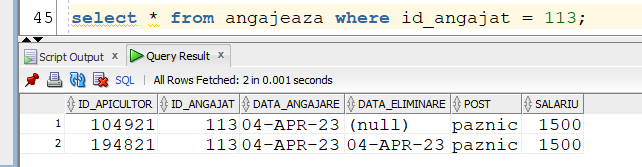 45 select * from angajeaza where id_angajat = 113;
Script Output x Query Result x
SQL | All Rows Fetched: 2 in 0.001 seconds
ID_APICULTOR ID_ANGAJAT DATA_ANGAJARE DATA_ELIMINARE POST SALARIU
1 104921 113 04-APR-23 (null) paznic 1500
2 194821 113 04-APR-23 04-APR-23 paznic 1500